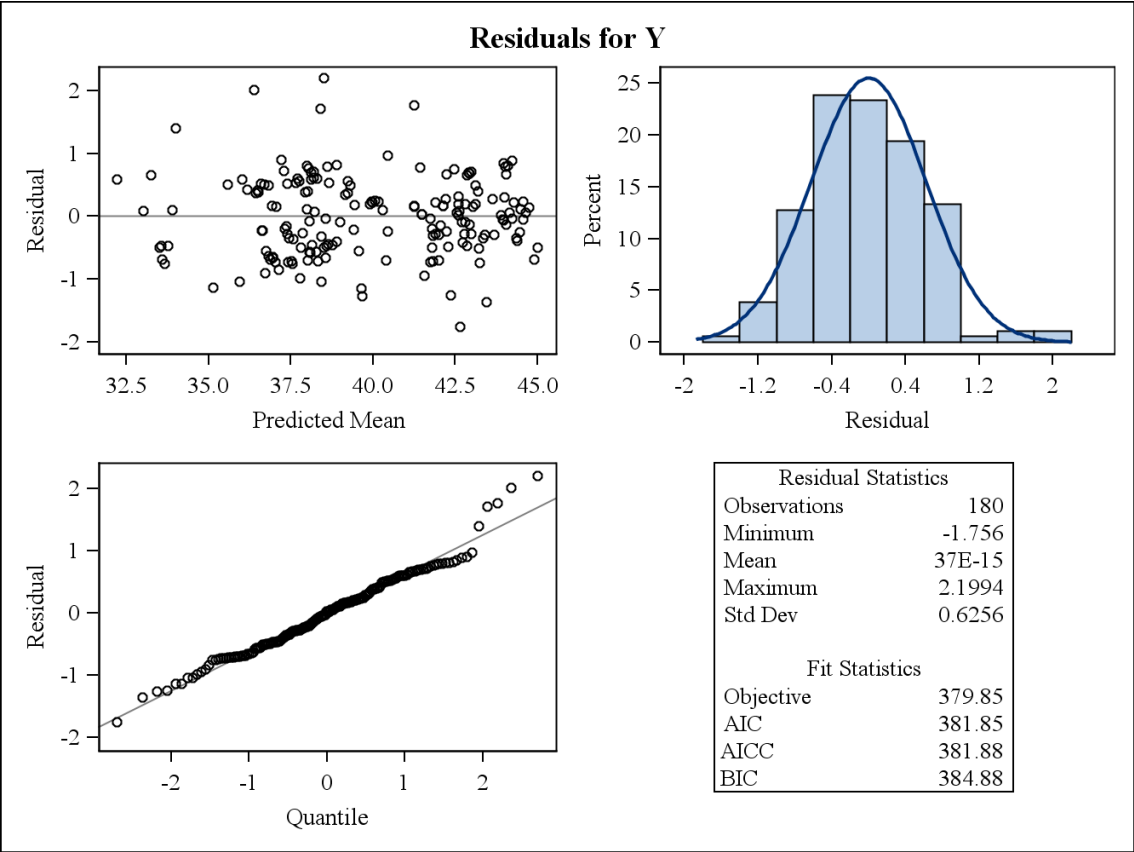 Residuals for Y
2
1
0
-1
-2
Residual
32.5 35.0 37.5 40.0 42.5 45.0
Predicted Mean
25
20
15
10
5
0
Percent
-2 -1.2 -0.4 0.4 1.2 2
Residual
2
1
0
-1
-2
Residual
-2 -1 0 1 2
Quantile
Residual Statistics
Observations 180
Minimum -1.756
Mean 37E-15
Maximum 2.1994
Std Dev 0.6256
Fit Statistics
Objective 379.85
AIC 381.85
AICC 381.88
BIC 384.88